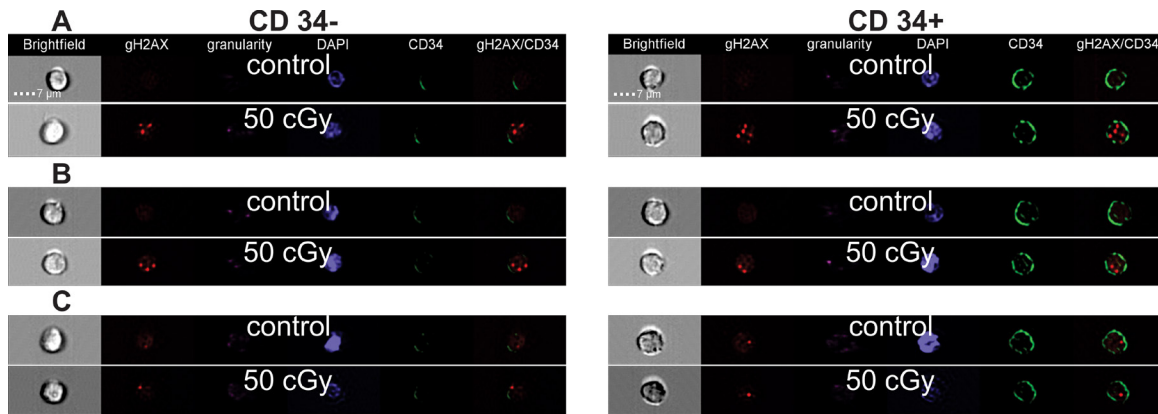 A CD 34- CD 34+
Brightfield gH2AX granularity DAPI CD34 gH2AX/CD34 Brightfield gH2AX granularity DAPI CD34 gH2AX/CD34
control control
7 µm 7 µm
50 cGy 50 cGy
B
control control
50 cGy 50 cGy
C
control control
50 cGy 50 cGy